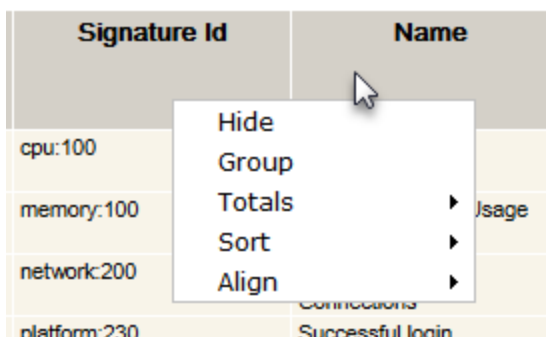 Signature Id Name
Hide
cpu:100
Group
memory:100 Totals Usage
Sort
network:200
Align
Connections
platform:230 Successful login